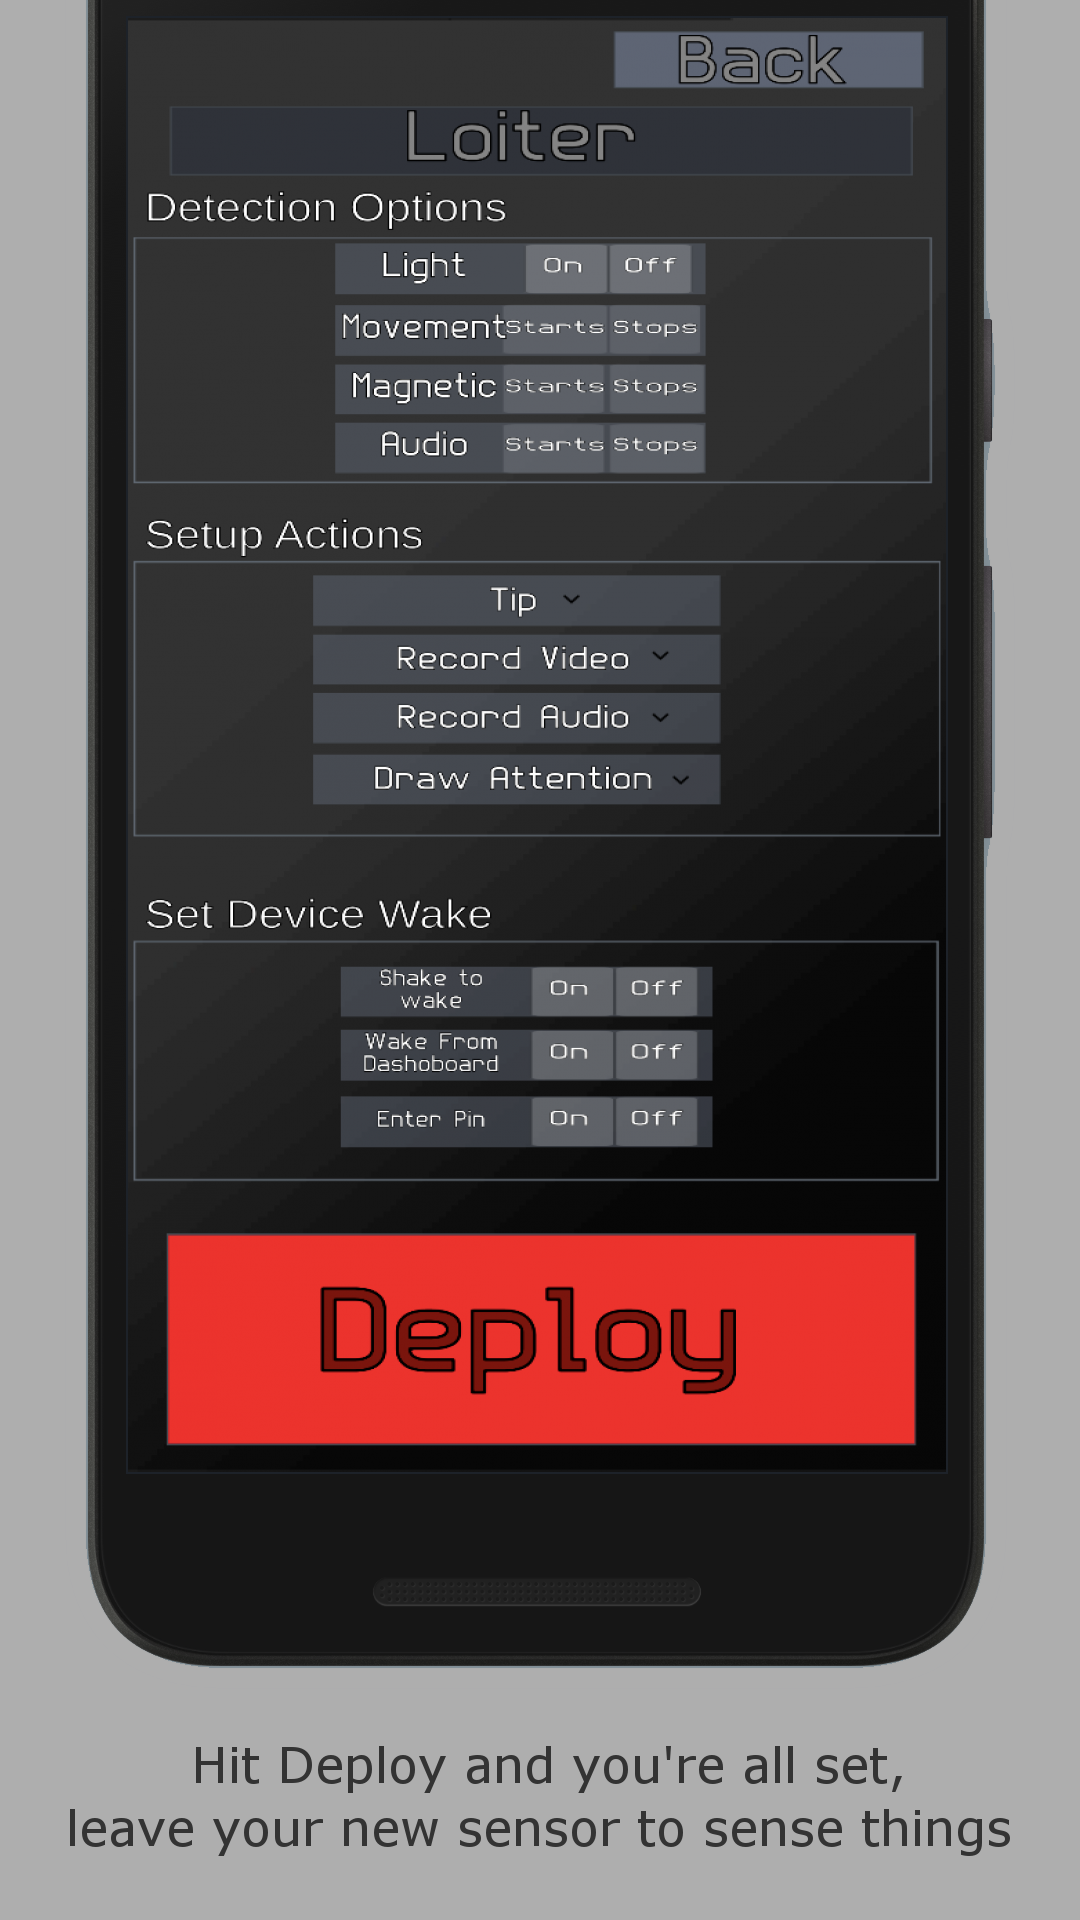 Back
Loiter
Detection Options
Light On Off
Movement Starts Stops
Magnetic Starts Stops
Audio Starts Stops
Setup Actions
Tip
Record Video
Record Audio
Draw Attention
Set Device Wake
Shake to
wake On Off
Wake From
Dashoboard On Off
Enter Pin On Off
Deploy
Hit Deploy and you're all set,
leave your new sensor to sense things